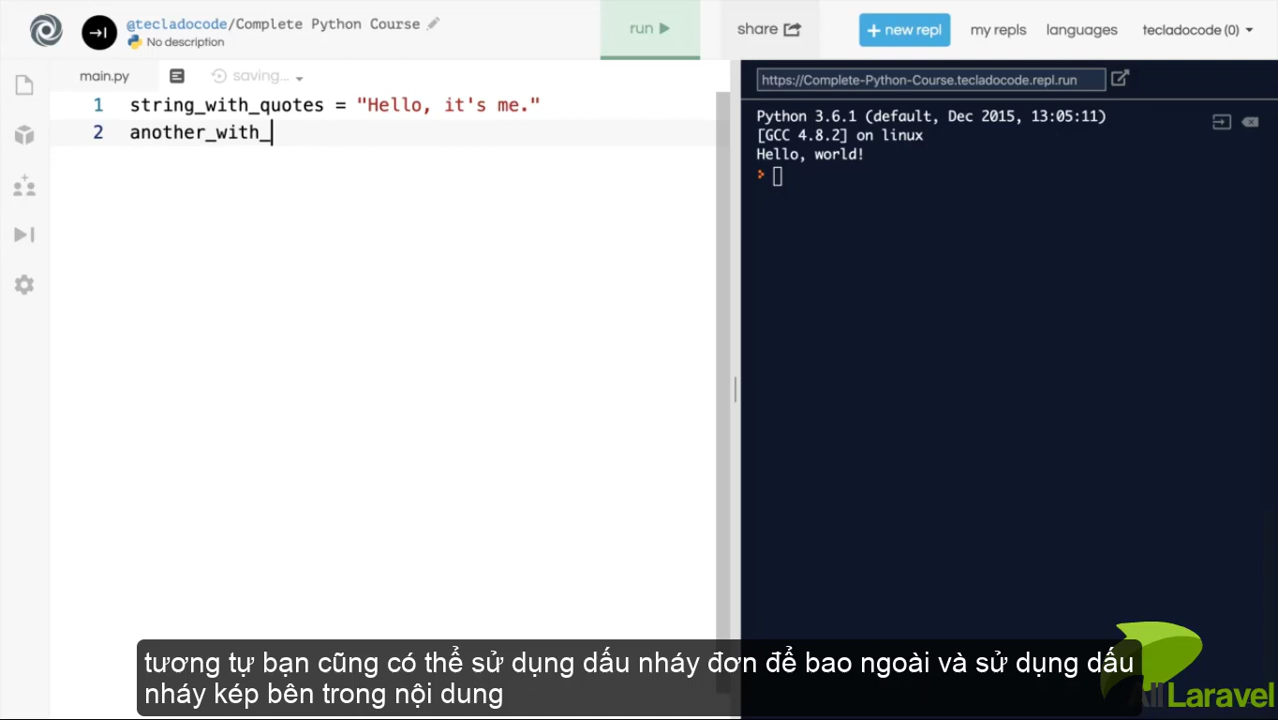 @tecladocode/Complete Python Course
No description
run
share
+ new repl
my repls
languages
tecladocode (0)
main.py
saving...
https://Complete-Python-Course.tecladocode.repl.run
1 string_with_quotes = "Hello, it's me."
2 another_with_
Python 3.6.1 (default, Dec 2015, 13:05:11)
[GCC 4.8.2] on linux
Hello, world!
tương tự bạn cũng có thể sử dụng dấu nháy đơn để bao ngoài và sử dụng dấu
nháy kép bên trong nội dung
AllLaravel